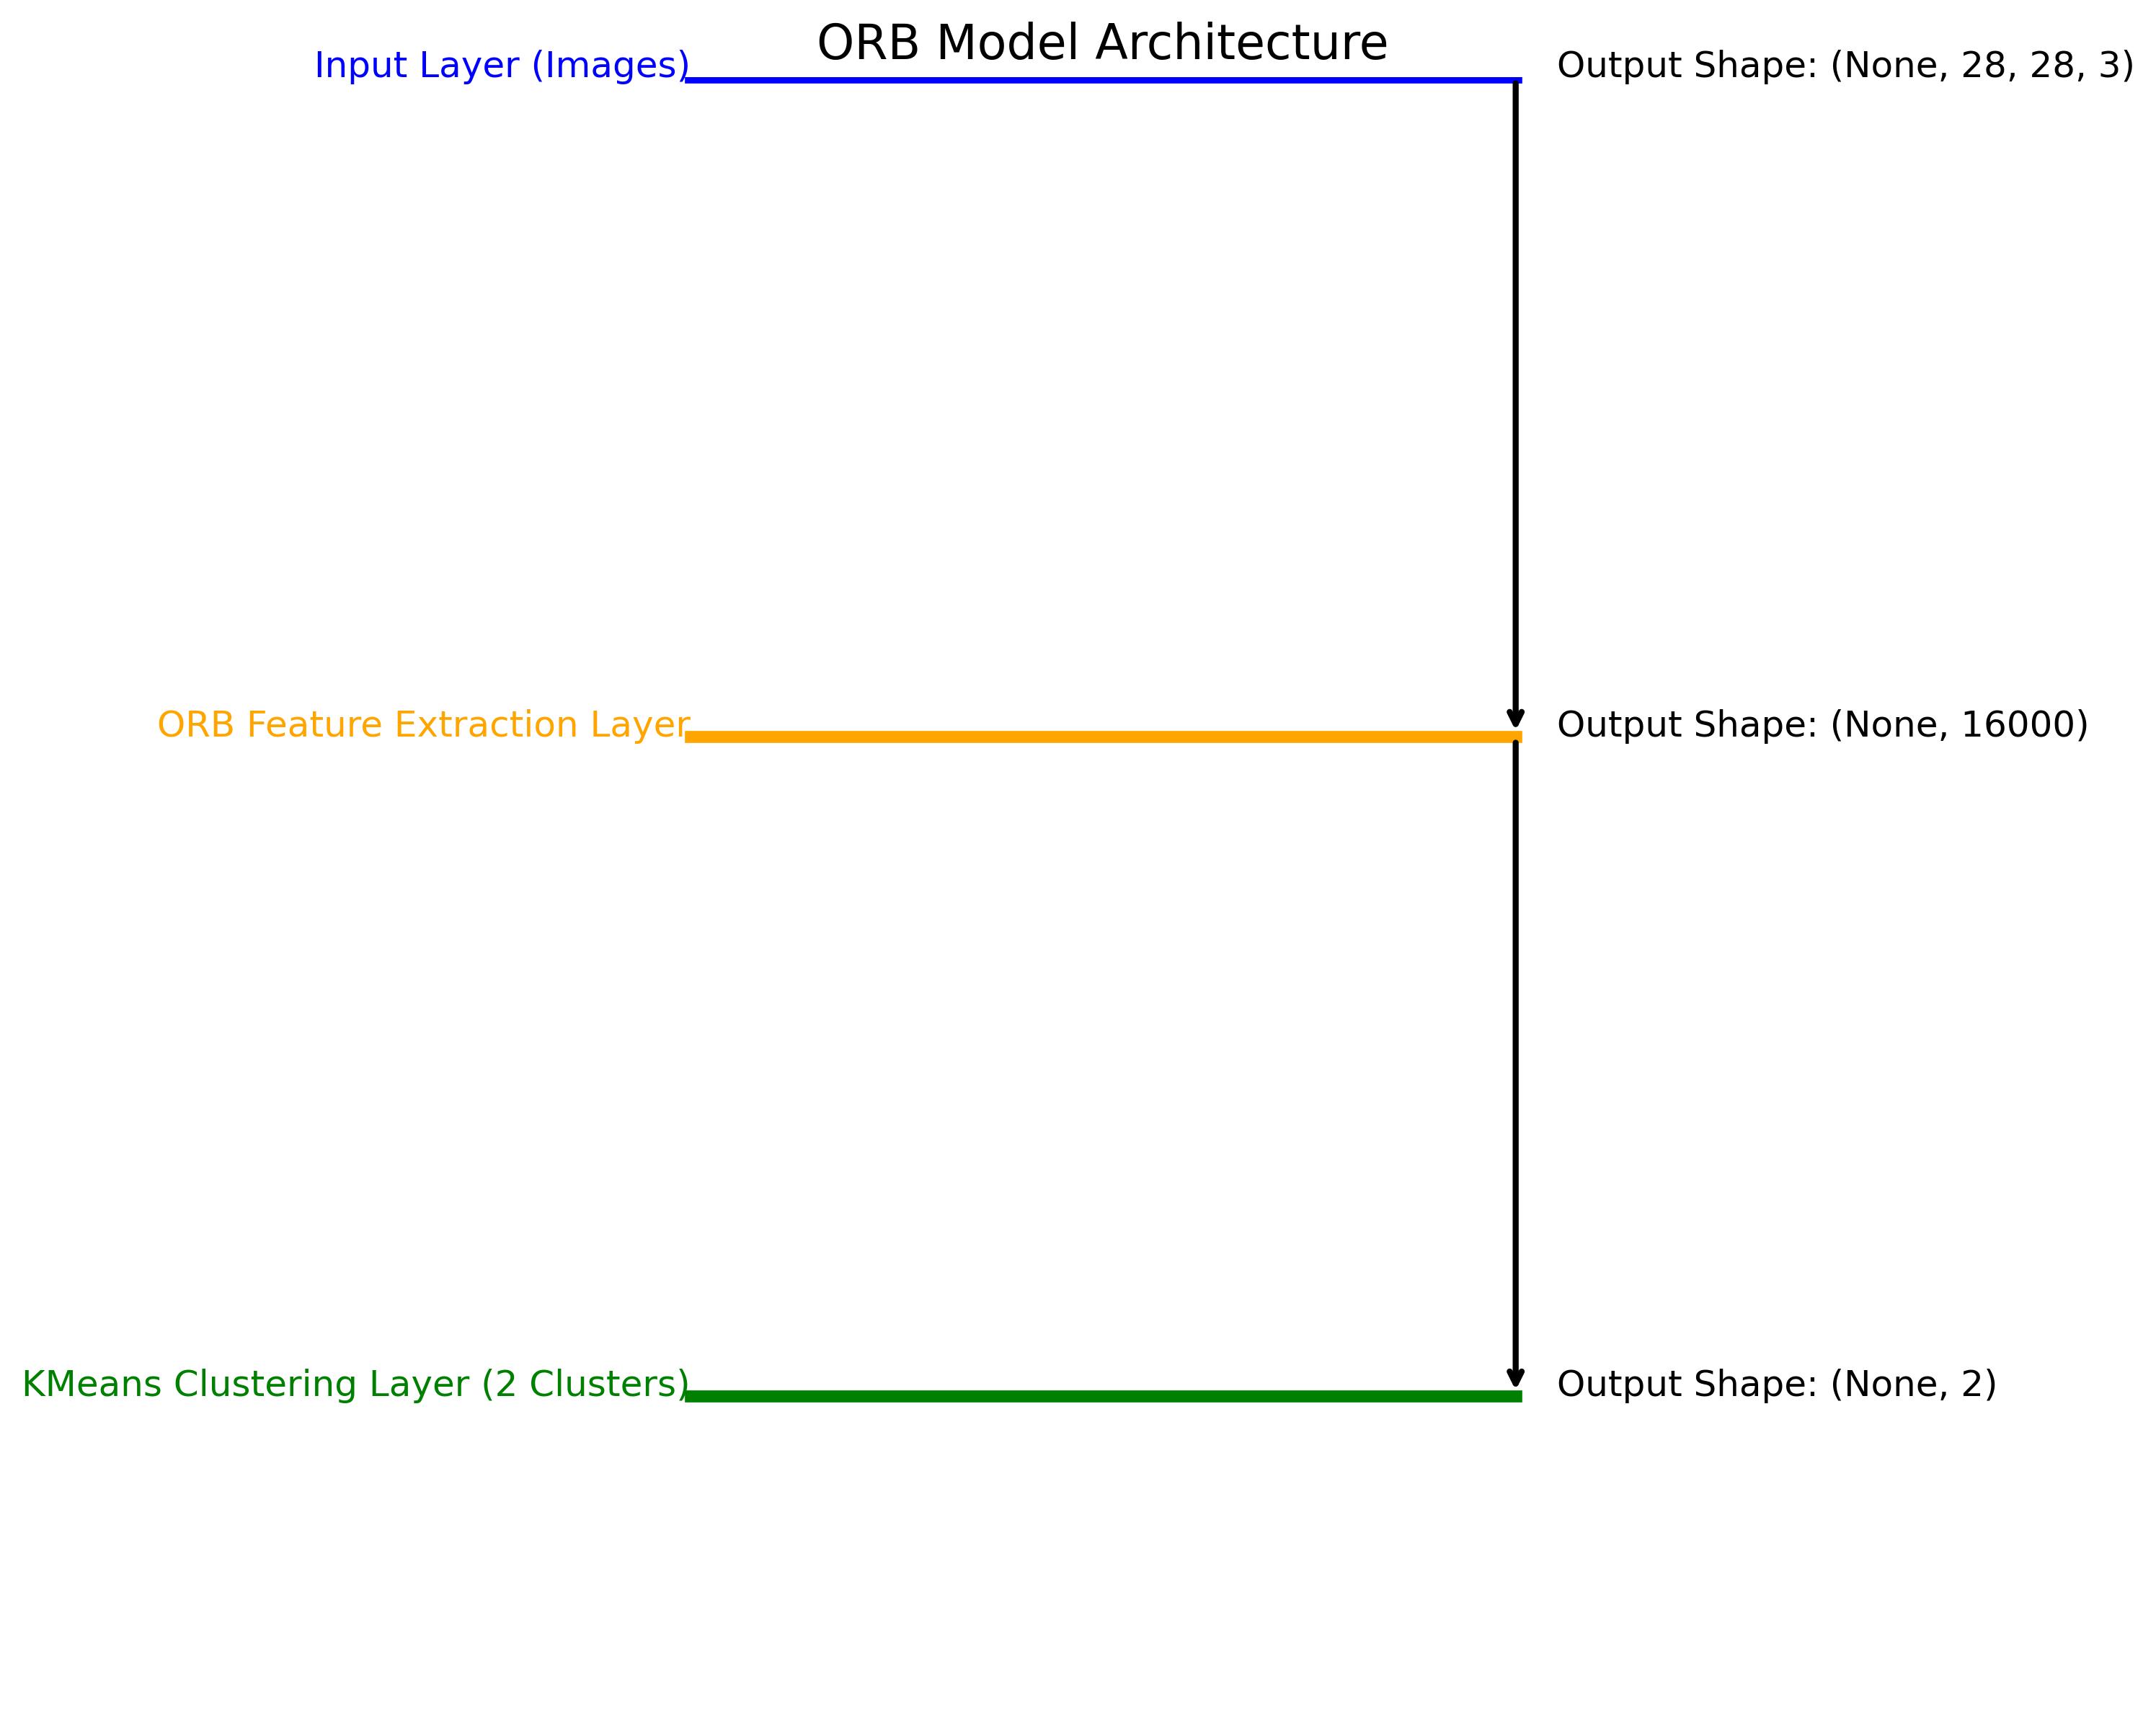 ORB Model Architecture
Input Layer (Images)
Output Shape: (None, 28, 28, 3)
ORB Feature Extraction Layer
Output Shape: (None, 16000)
KMeans Clustering Layer (2 Clusters)
Output Shape: (None, 2)